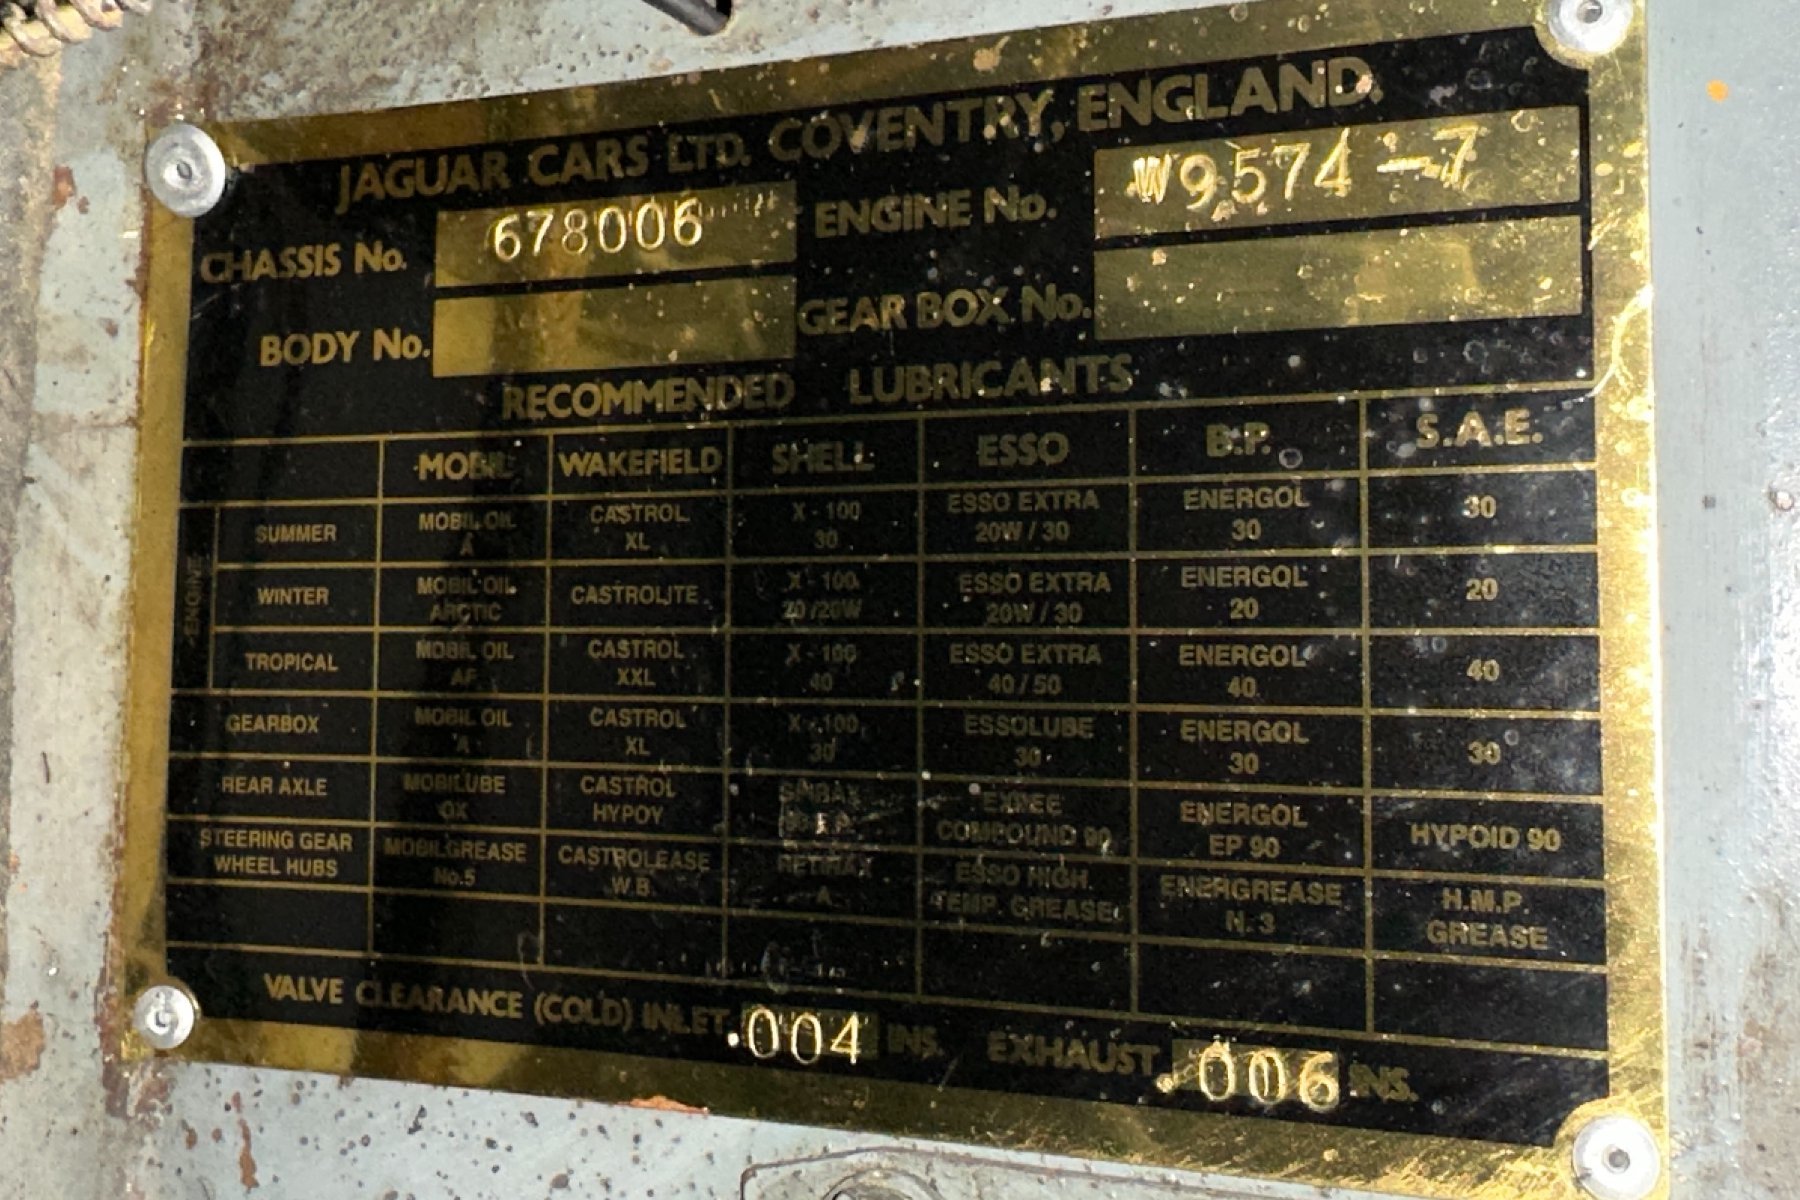 JAGUAR CARS LTD. COVENTRY, ENGLAND.
CHASSIS No. 678006 ENGINE No. W9574-7
BODY No. GEAR BOX No.
RECOMMENDED LUBRICANTS
MOBIL WAKEFIELD SHELL ESSO B.P. S.A.E.
ENGINE
SUMMER MOBIL OIL A CASTROL XL X-100 30 ESSO EXTRA 20W/30 ENERGOL 30 30
WINTER MOBIL OIL ARCTIC CASTROLITE X-100 20/20W ESSO EXTRA 20W/30 ENERGOL 20 20
TROPICAL MOBIL OIL AF CASTROL XXL X-100 40 ESSO EXTRA 40/50 ENERGOL 40 40
GEARBOX MOBIL OIL A CASTROL XL X-100 30 ESSOLUBE 30 ENERGOL 30 30
REAR AXLE MOBILUBE GX CASTROL HYPOY SPIRAX 90 E.P. EXPEE COMPOUND 90 ENERGOL EP 90 HYPOID 90
STEERING GEAR WHEEL HUBS MOBILGREASE No.5 CASTROLEASE W.B. RETINAX A ESSO HIGH TEMP. GREASE ENERGREASE N. 3 H.M.P. GREASE
VALVE CLEARANCE (COLD) INLET .004 INS. EXHAUST .006 INS.